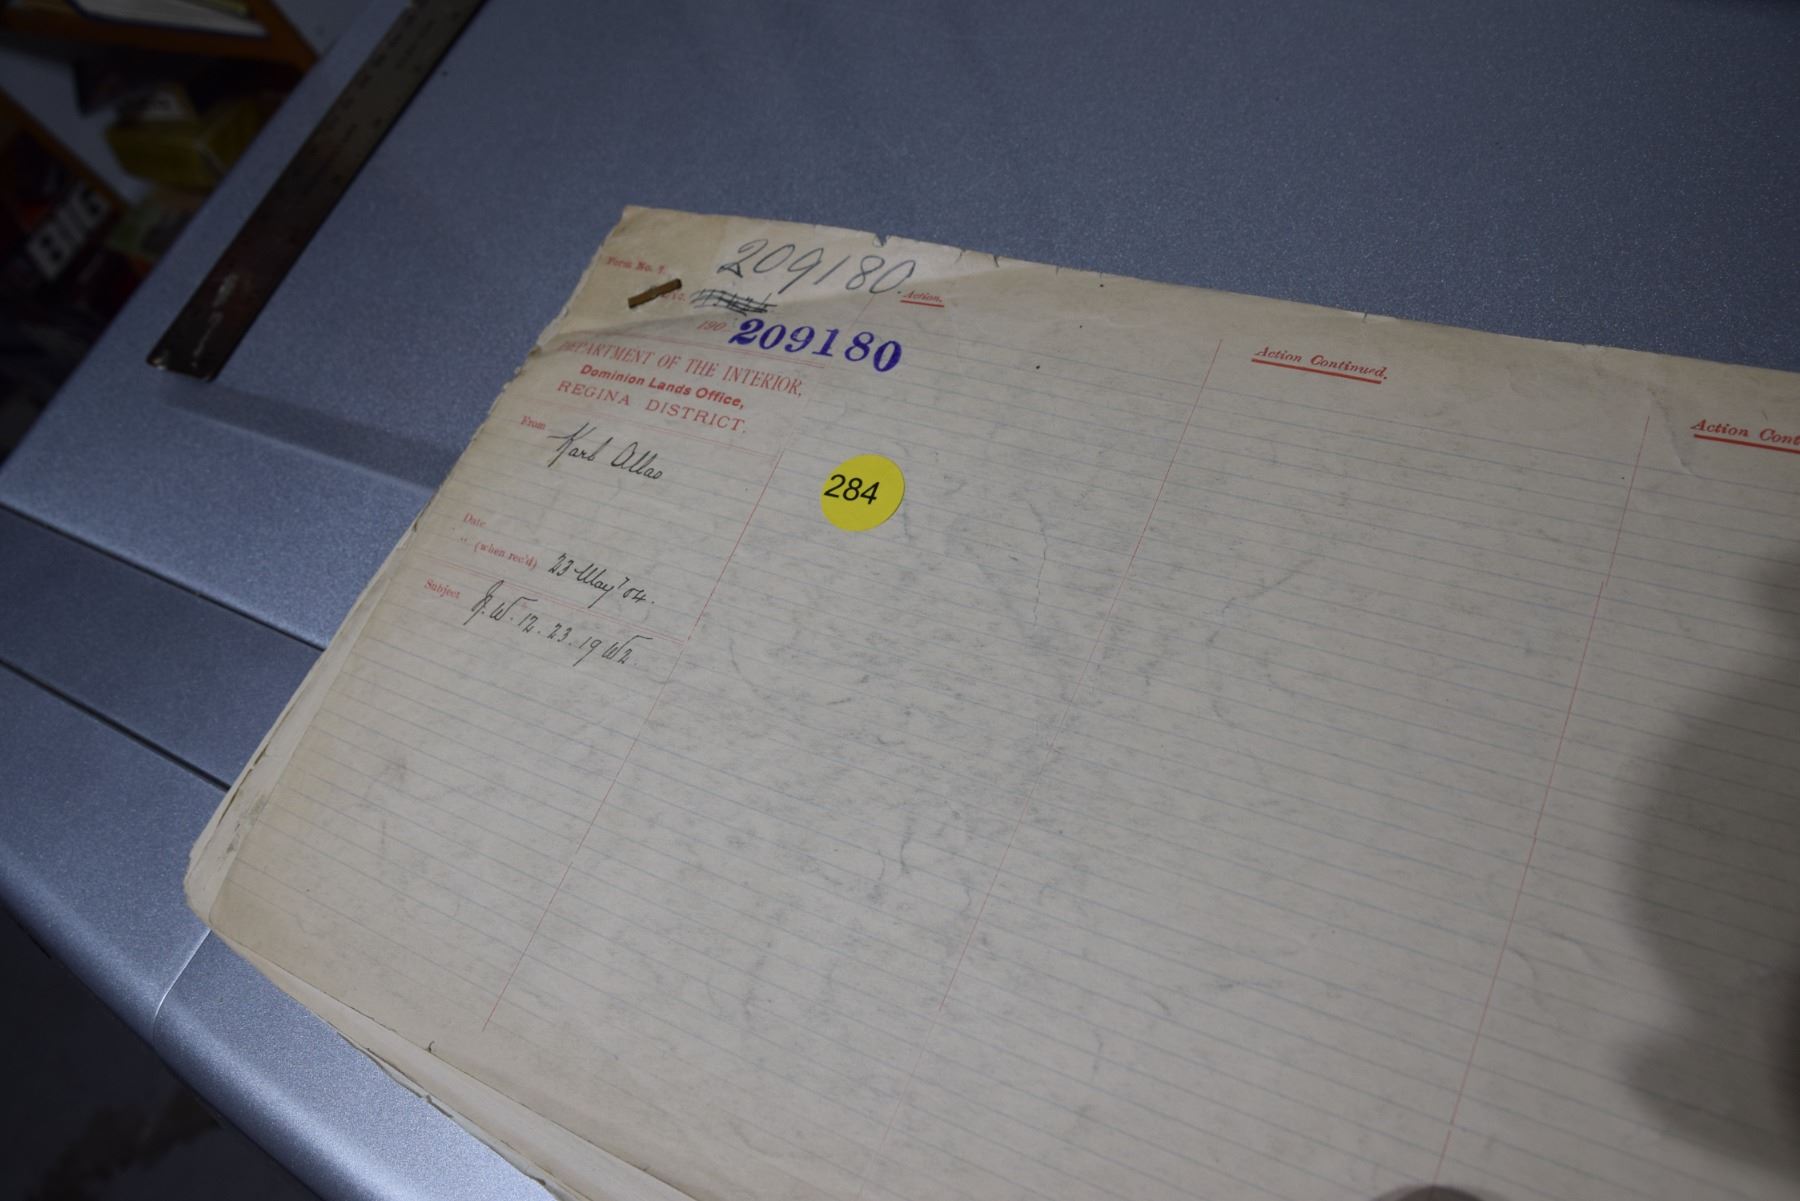 Form No. 7.
209180.
Action.
190
209180
DEPARTMENT OF THE INTERIOR,
Dominion Lands Office,
REGINA DISTRICT.
From Karl Allas
Date
" (when rec'd) 23 May '04.
Subject S.W. 12. 23. 19 W2.
284
Action Continued.
Action Cont
BIG